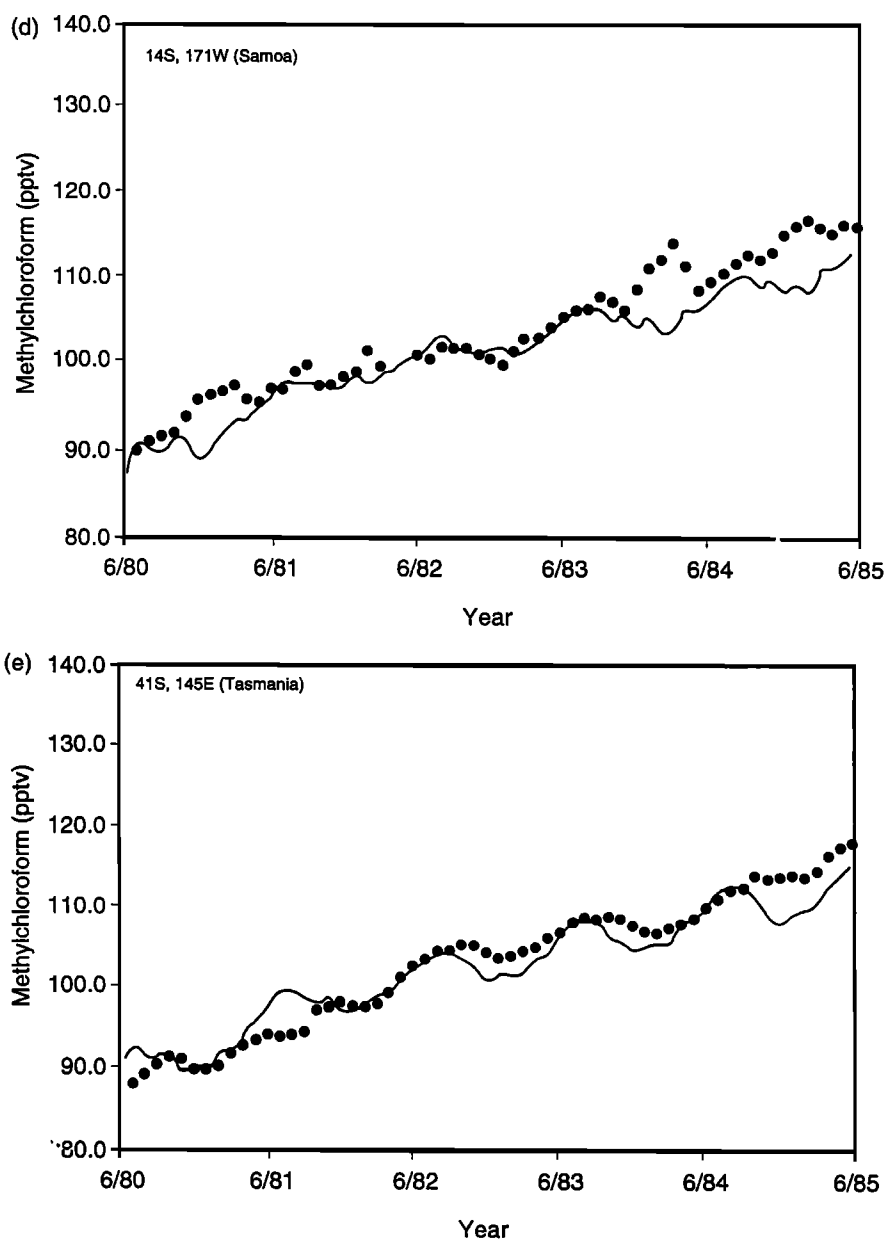 (d)
140.0
14S, 171W (Samoa)
130.0
120.0
110.0
100.0
90.0
80.0
Methylchloroform (pptv)
6/80 6/81 6/82 6/83 6/84 6/85
Year
(e)
140.0
41S, 145E (Tasmania)
130.0
120.0
110.0
100.0
90.0
80.0
Methylchloroform (pptv)
6/80 6/81 6/82 6/83 6/84 6/85
Year